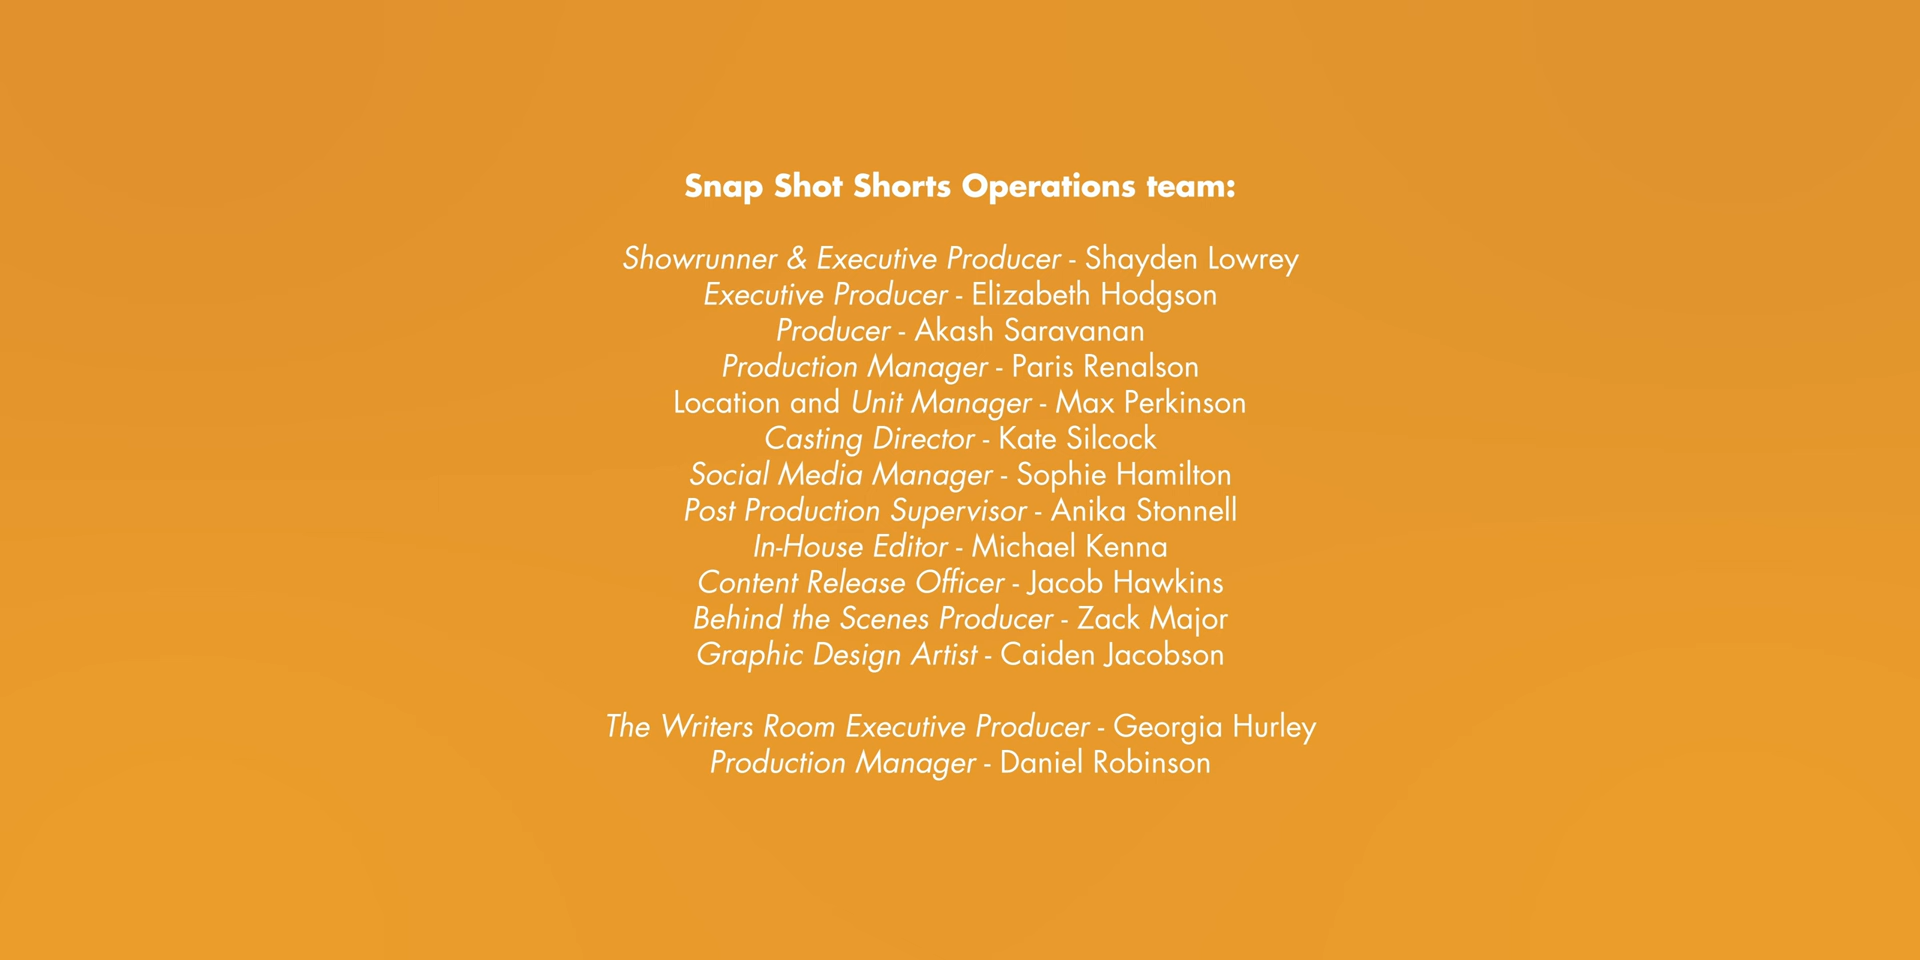 Snap Shot Shorts Operations team:
Showrunner & Executive Producer - Shayden Lowrey
Executive Producer - Elizabeth Hodgson
Producer - Akash Saravanan
Production Manager - Paris Renalson
Location and Unit Manager - Max Perkinson
Casting Director - Kate Silcock
Social Media Manager - Sophie Hamilton
Post Production Supervisor - Anika Stonnell
In-House Editor - Michael Kenna
Content Release Officer - Jacob Hawkins
Behind the Scenes Producer - Zack Major
Graphic Design Artist - Caiden Jacobson
The Writers Room Executive Producer - Georgia Hurley
Production Manager - Daniel Robinson